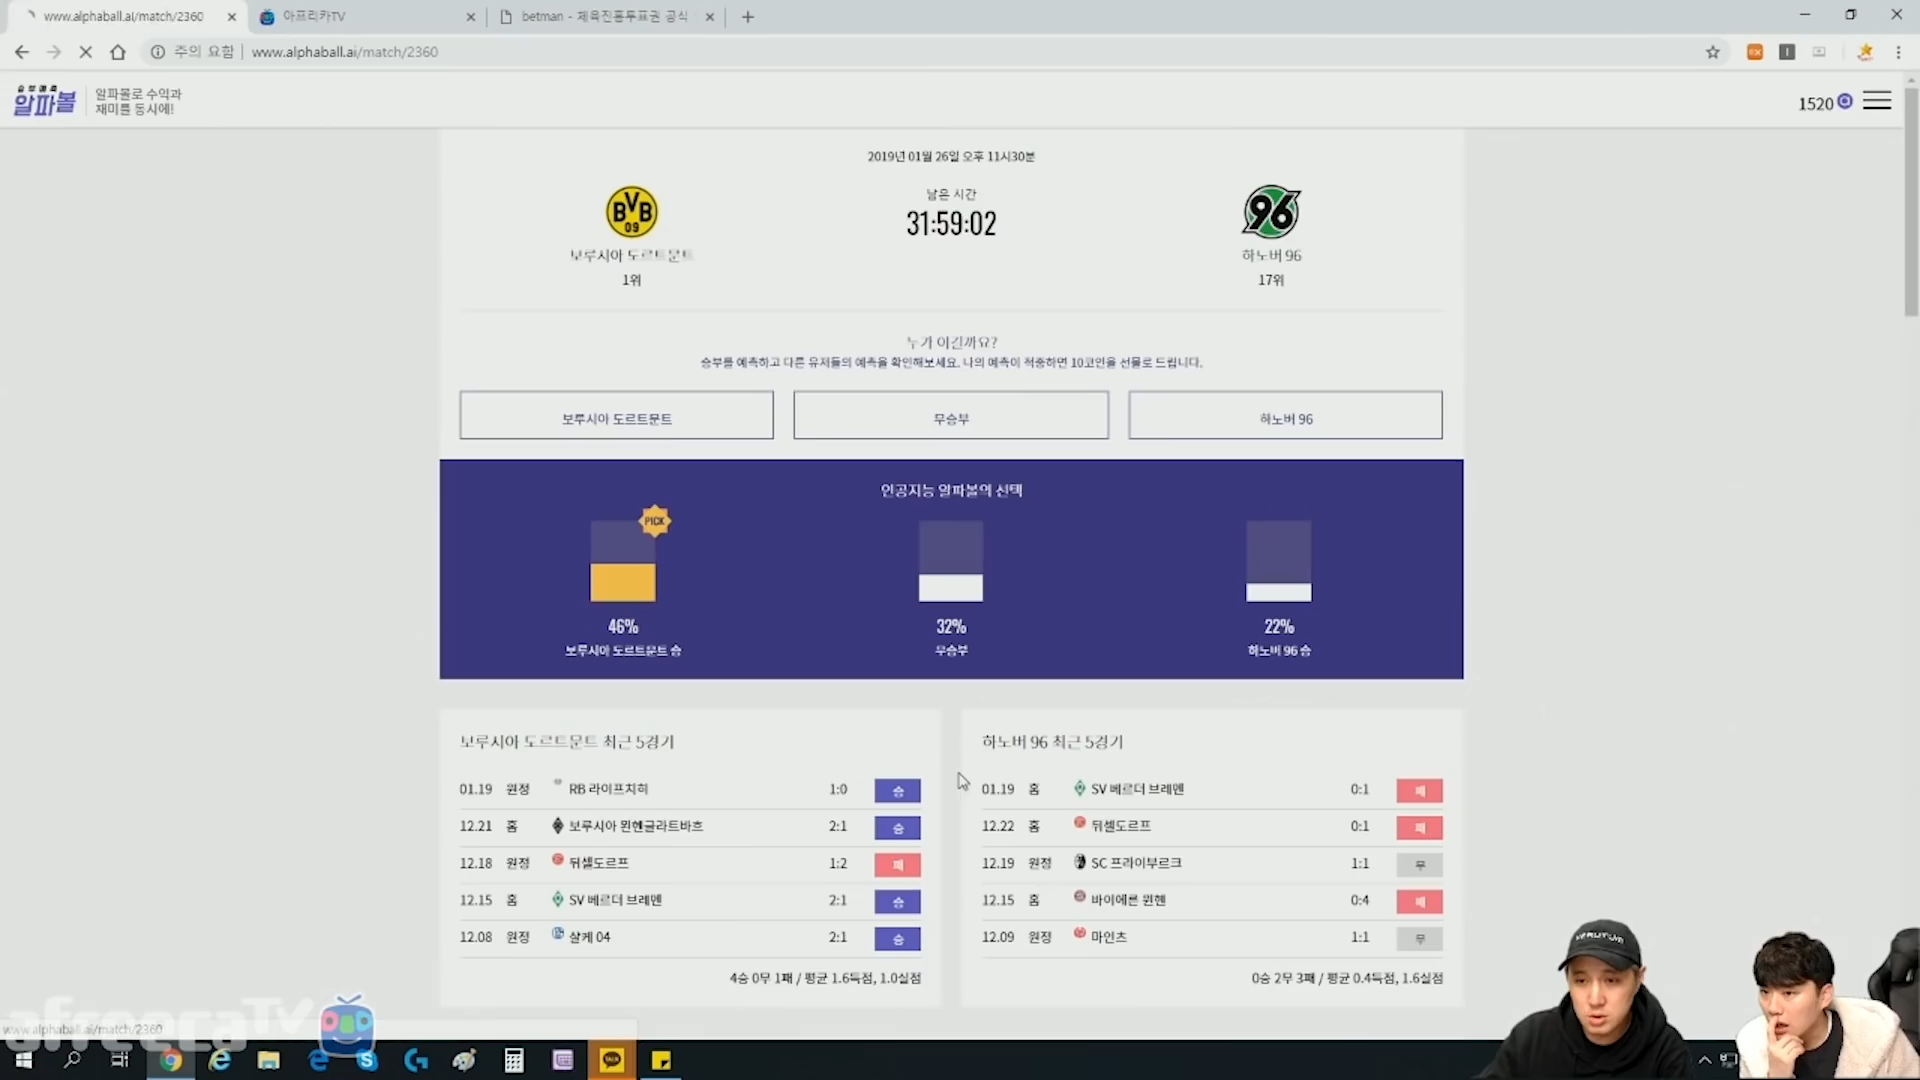 www.alphaball.ai/match/2360
아프리카TV
betman - 체육진흥투표권 공식
주의 요함
www.alphaball.ai/match/2360
승부예측
알파볼
알파볼로 수익과
재미를 동시에!
1520
2019년 01월 26일 오후 11시30분
남은 시간
31:59:02
BVB
09
96
보루시아 도르트문트
1위
하노버 96
17위
누가 이길까요?
승부를 예측하고 다른 유저들의 예측을 확인해보세요. 나의 예측이 적중하면 10코인을 선물로 드립니다.
보루시아 도르트문트
무승부
하노버 96
인공지능 알파볼의 선택
PICK
46%
32%
22%
보루시아 도르트문트 승
무승부
하노버 96 승
보루시아 도르트문트 최근 5경기
01.19 원정 RB 라이프치히 1:0 승
12.21 홈 보루시아 묀헨글라트바흐 2:1 승
12.18 원정 뒤셀도르프 1:2 패
12.15 홈 SV 베르더 브레멘 2:1 승
12.08 원정 샬케 04 2:1 승
4승 0무 1패 / 평균 1.6득점, 1.0실점
하노버 96 최근 5경기
01.19 홈 SV 베르더 브레멘 0:1 패
12.22 홈 뒤셀도르프 0:1 패
12.19 원정 SC 프라이부르크 1:1 무
12.15 홈 바이에른 뮌헨 0:4 패
12.09 원정 마인츠 1:1 무
0승 2무 3패 / 평균 0.4득점, 1.6실점
afreecaTV
www.alphaball.ai/match/2360
TALK